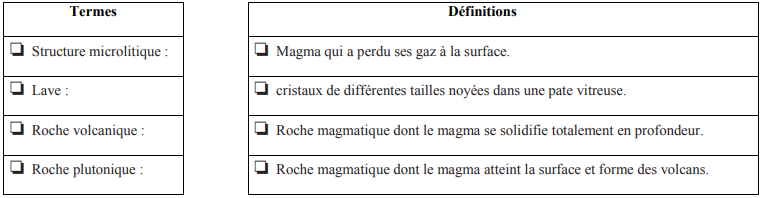 Termes
Définitions
Structure microlitique :
Magma qui a perdu ses gaz à la surface.
Lave :
cristaux de différentes tailles noyées dans une pate vitreuse.
Roche volcanique :
Roche magmatique dont le magma se solidifie totalement en profondeur.
Roche plutonique :
Roche magmatique dont le magma atteint la surface et forme des volcans.